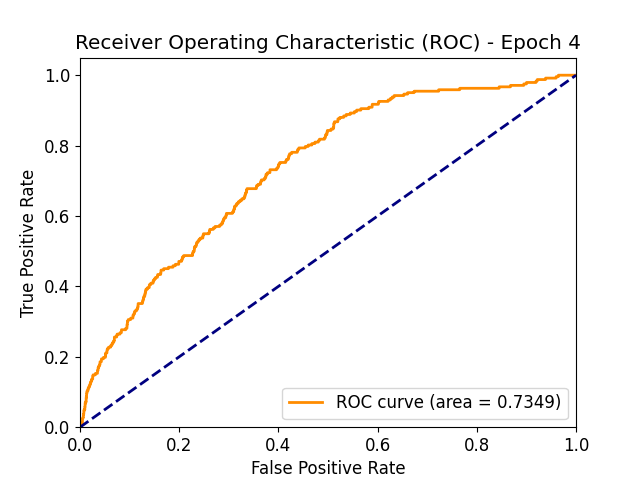 Receiver Operating Characteristic (ROC) - Epoch 4
True Positive Rate
1.0
0.8
0.6
0.4
0.2
0.0
ROC curve (area = 0.7349)
0.0 0.2 0.4 0.6 0.8 1.0
False Positive Rate